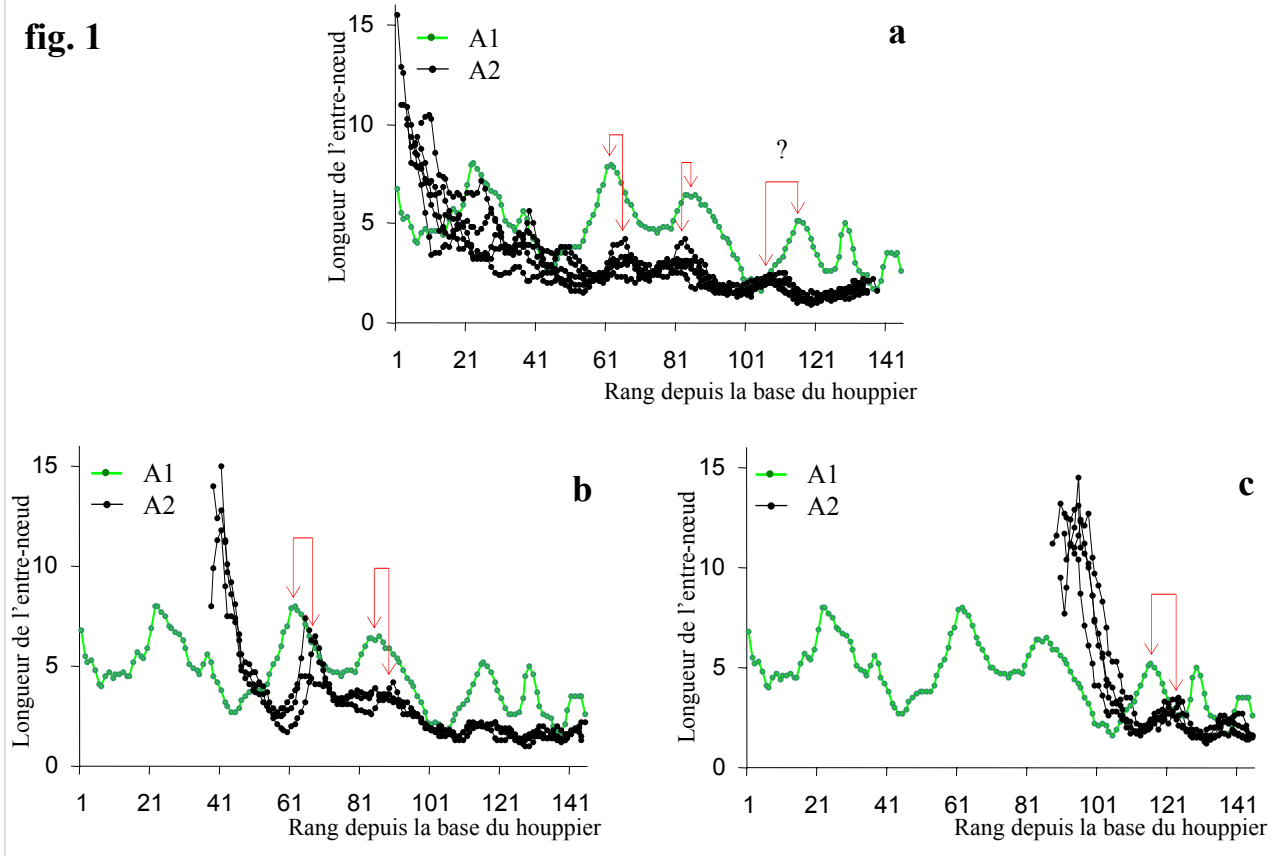 fig. 1
a
A1
A2
?
Longueur de l'entre-nœud
15
10
5
0
1 21 41 61 81 101 121 141
Rang depuis la base du houppier
b
A1
A2
Longueur de l'entre-nœud
15
10
5
0
1 21 41 61 81 101 121 141
Rang depuis la base du houppier
c
A1
A2
Longueur de l'entre-nœud
15
10
5
0
1 21 41 61 81 101 121 141
Rang depuis la base du houppier